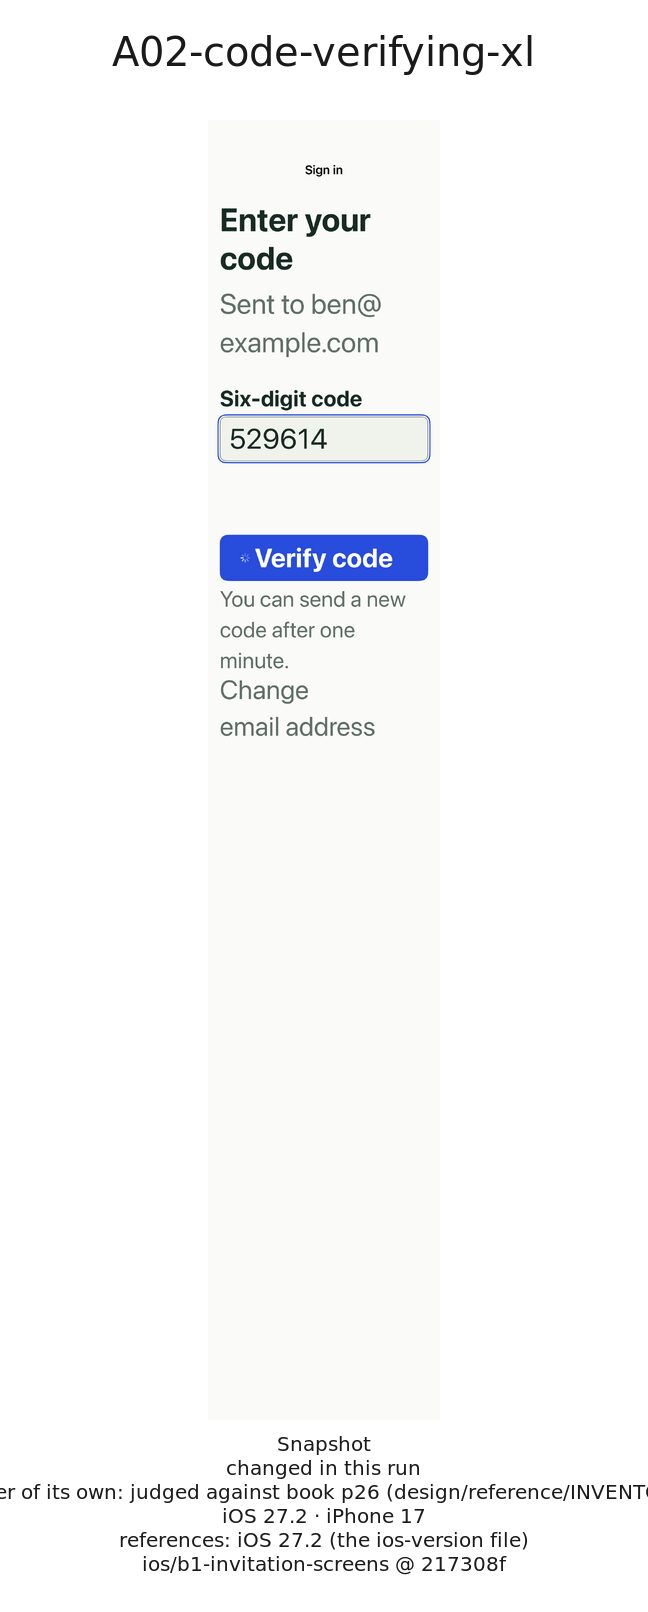 A02-code-verifying-xl
Sign in
Enter your
code
Sent to ben@
example.com
Six-digit code
529614
Verify code
You can send a new
code after one
minute.
Change
email address
Snapshot
changed in this run
of its own: judged against book p26 (design/reference/
iOS 27.2 · iPhone 17
references: iOS 27.2 (the ios-version file)
ios/b1-invitation-screens @ 217308f